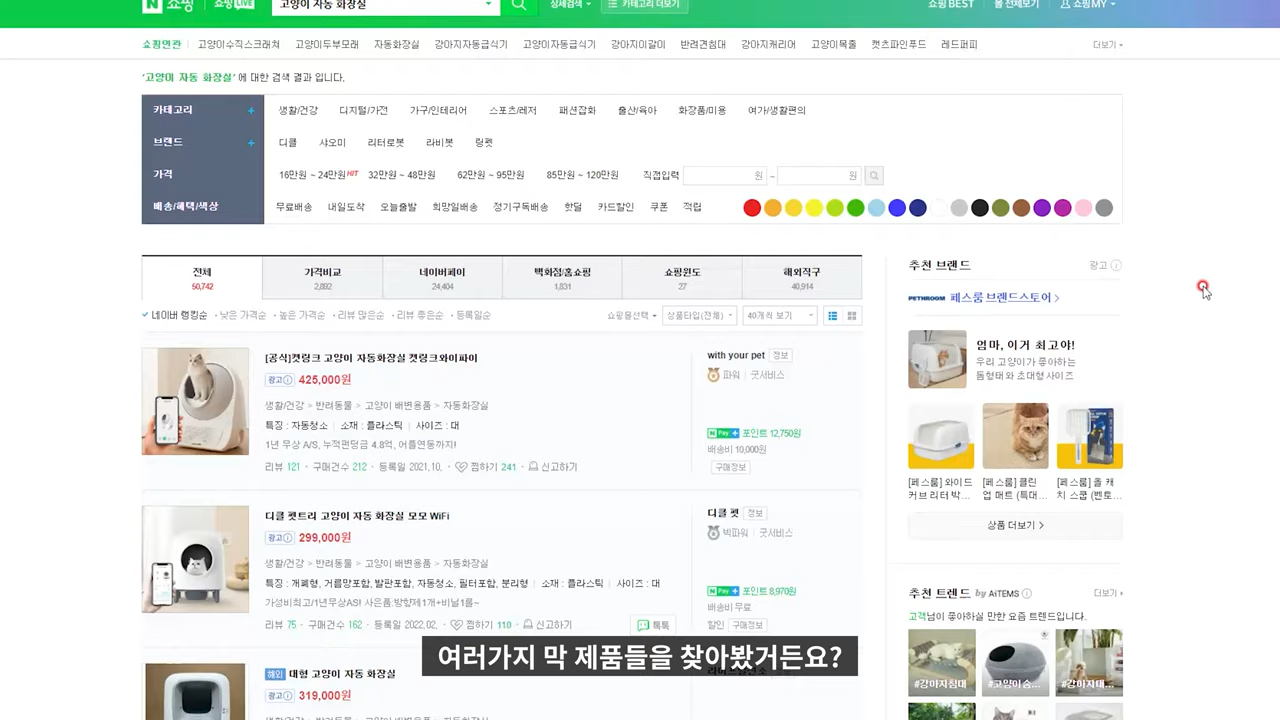 N 쇼핑 쇼핑LIVE 고양이 자동 화장실 상세검색 카테고리 더보기 쇼핑 BEST 몰 전체보기 쇼핑MY
쇼핑연관 고양이수직스크래쳐 고양이두부모래 자동화장실 강아지자동급식기 고양이자동급식기 강아지이갈이 반려견침대 강아지캐리어 고양이목줄 캣츠파인푸드 레드퍼피 더보기
'고양이 자동 화장실' 에 대한 검색 결과 입니다.
카테고리 + 생활/건강 디지털/가전 가구/인테리어 스포츠/레저 패션잡화 출산/육아 화장품/미용 여가/생활편의
브랜드 + 디클 샤오미 리터로봇 라비봇 링펫
가격 16만원 ~ 24만원HIT 32만원 ~ 48만원 62만원 ~ 95만원 85만원 ~ 120만원 직접입력 원 ~ 원
배송/혜택/색상 무료배송 내일도착 오늘출발 희망일배송 정기구독배송 핫딜 카드할인 쿠폰 적립
전체 가격비교 네이버페이 백화점/홈쇼핑 쇼핑윈도 해외직구
50,742 2,892 24,404 1,831 27 40,914
네이버 랭킹순 · 낮은 가격순 · 높은 가격순 · 리뷰 많은순 · 리뷰 좋은순 · 등록일순 쇼핑몰선택 상품타입(전체) 40개씩 보기
[공식]캣링크 고양이 자동화장실 캣링크와이파이
광고 425,000원
생활/건강 > 반려동물 > 고양이 배변용품 > 자동화장실
특징 : 자동청소 | 소재 : 플라스틱 | 사이즈 : 대
1년 무상 A/S, 누적펀딩금 4.8억, 어플연동까지!
리뷰 121 · 구매건수 212 · 등록일 2021.10. · 찜하기 241 · 신고하기
with your pet 정보
파워 | 굿서비스
N Pay + 포인트 12,750원
배송비 10,000원
구매정보
디클 펫트리 고양이 자동 화장실 모모 WiFi
광고 299,000원
생활/건강 > 반려동물 > 고양이 배변용품 > 자동화장실
특징 : 개폐형, 거름망포함, 발판포함, 자동청소, 필터포함, 분리형 | 소재 : 플라스틱 | 사이즈 : 대
가성비최고/1년무상AS! 사은품:방향제1개+비닐1롤~
리뷰 75 · 구매건수 162 · 등록일 2022.02. · 찜하기 110 · 신고하기 톡톡
디클 펫 정보
빅파워 | 굿서비스
N Pay + 포인트 8,970원
배송비 무료
할인 구매정보
해외 대형 고양이 자동 화장실
광고 319,000원
추천 브랜드 광고
PETHROOM 페스룸 브랜드스토어 >
엄마, 이거 최고야!
우리 고양이가 좋아하는
돔형태와 초대형 사이즈
[페스룸] 와이드 [페스룸] 클린 [페스룸] 올 캐
커브 리터 박... 업 매트 (특대... 치 스쿱 (벤토...
상품 더보기 >
추천 트렌드 by AiTEMS 더보기
고객님이 좋아하실 만한 요즘 트렌드입니다.
#강아지침대 #고양이숨... #강아지대...
여러가지 막 제품들을 찾아봤거든요?